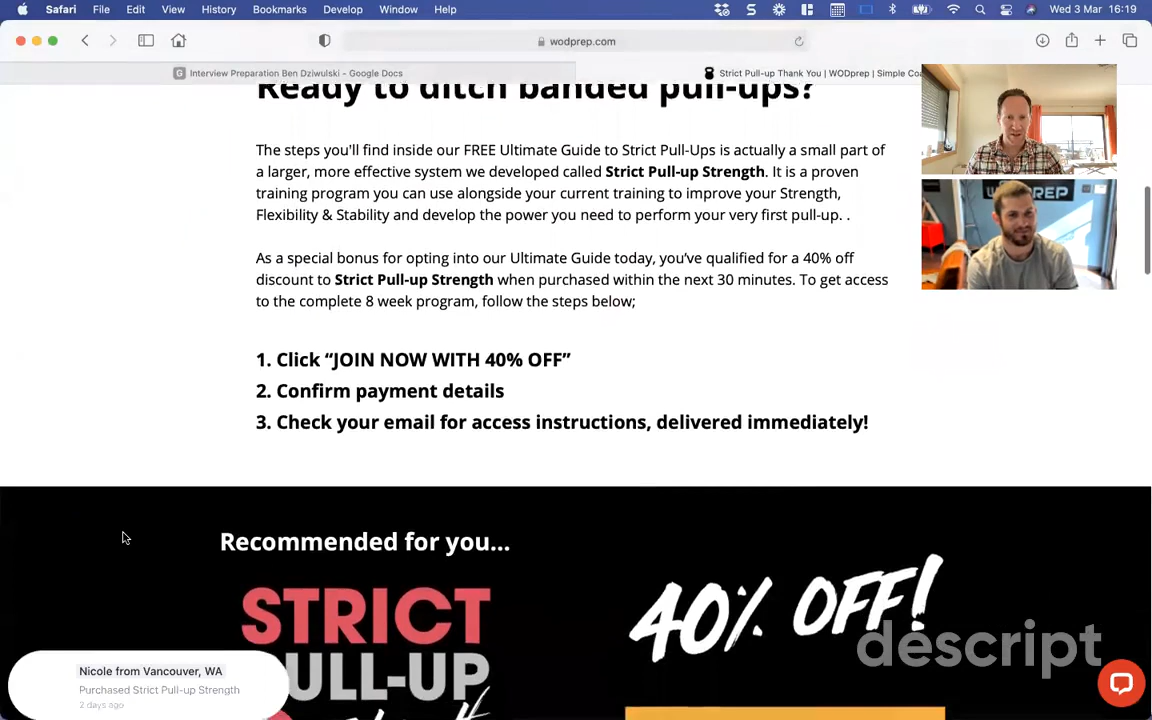 Safari File Edit View History Bookmarks Develop Window Help
Wed 3 Mar 16:19
wodprep.com
Interview Preparation Ben Dziwulski - Google Docs
Strict Pull-up Thank You | WODprep | Simple Coa
Ready to ditch banded pull-ups?
The steps you'll find inside our FREE Ultimate Guide to Strict Pull-Ups is actually a small part of
a larger, more effective system we developed called Strict Pull-up Strength. It is a proven
training program you can use alongside your current training to improve your Strength,
Flexibility & Stability and develop the power you need to perform your very first pull-up. .
As a special bonus for opting into our Ultimate Guide today, you’ve qualified for a 40% off
discount to Strict Pull-up Strength when purchased within the next 30 minutes. To get access
to the complete 8 week program, follow the steps below;
1. Click “JOIN NOW WITH 40% OFF”
2. Confirm payment details
3. Check your email for access instructions, delivered immediately!
Recommended for you...
STRICT
PULL-UP
40% OFF!
descript
Nicole from Vancouver, WA
Purchased Strict Pull-up Strength
2 days ago